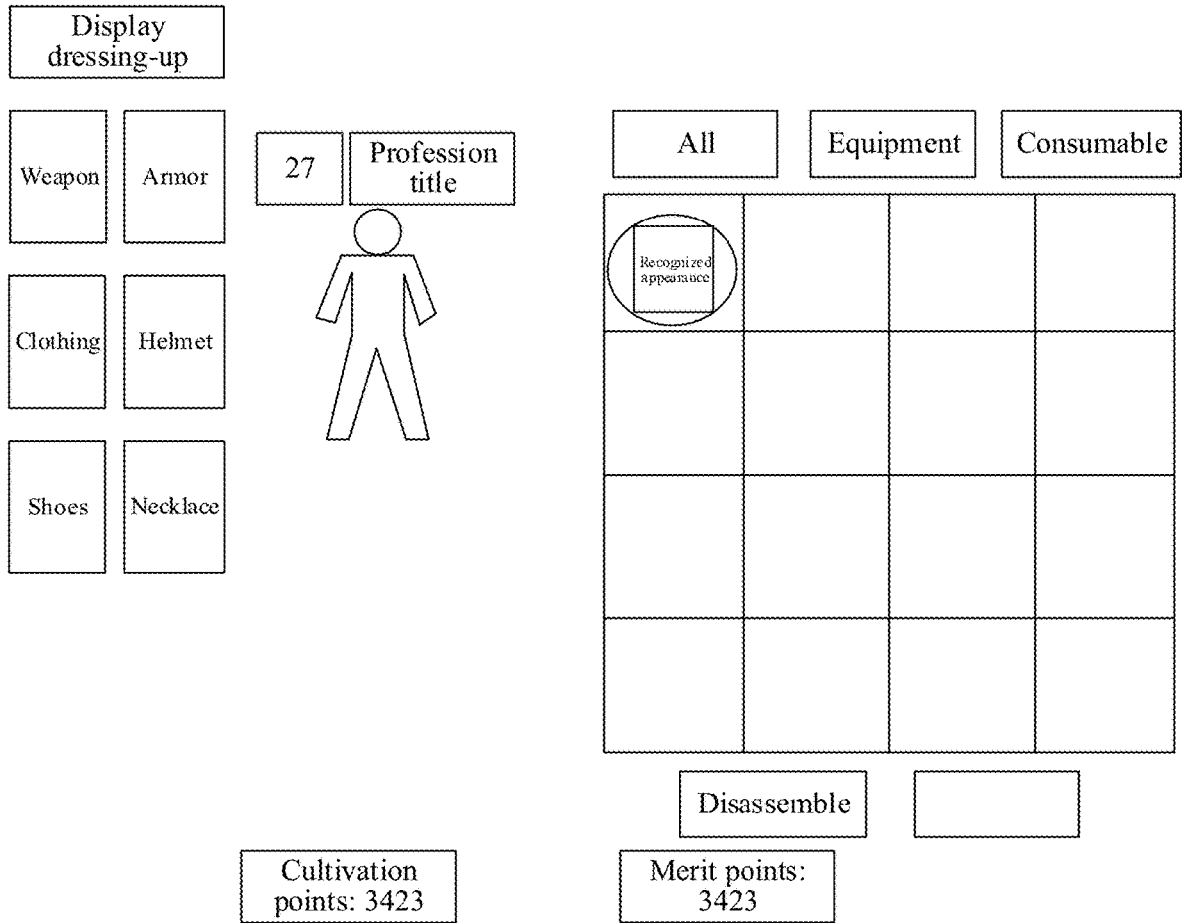 Display
dressing-up
Weapon
Armor
27
Profession
title
All
Equipment
Consumable
Recognized
appearance
Clothing
Helmet
Shoes
Necklace
Disassemble
Cultivation
points: 3423
Merit points:
3423